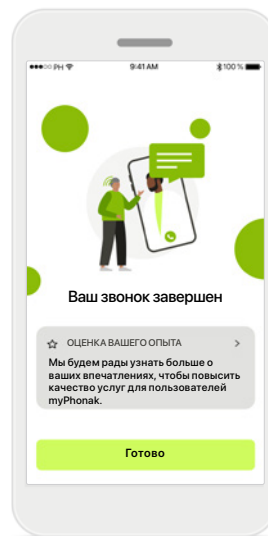 ●●●○○ PH 9:41 AM 100 %
Ваш звонок завершен
ОЦЕНКА ВАШЕГО ОПЫТА
Мы будем рады узнать больше о
ваших впечатлениях, чтобы повысить
качество услуг для пользователей
myPhonak.
Готово